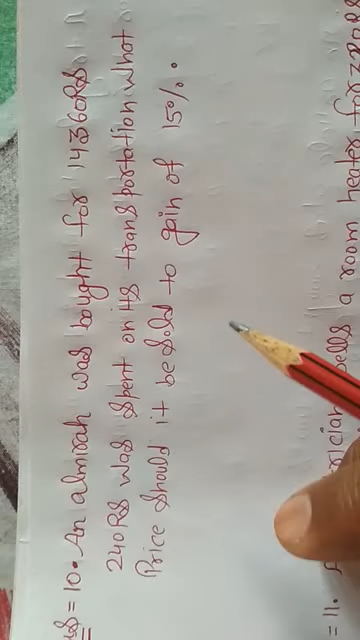 = 10. An almirah was bought for 14360RS
240RS was spent on its transportation what
Price should it be sold to gain of 15%.
= 11. sells a room heater for